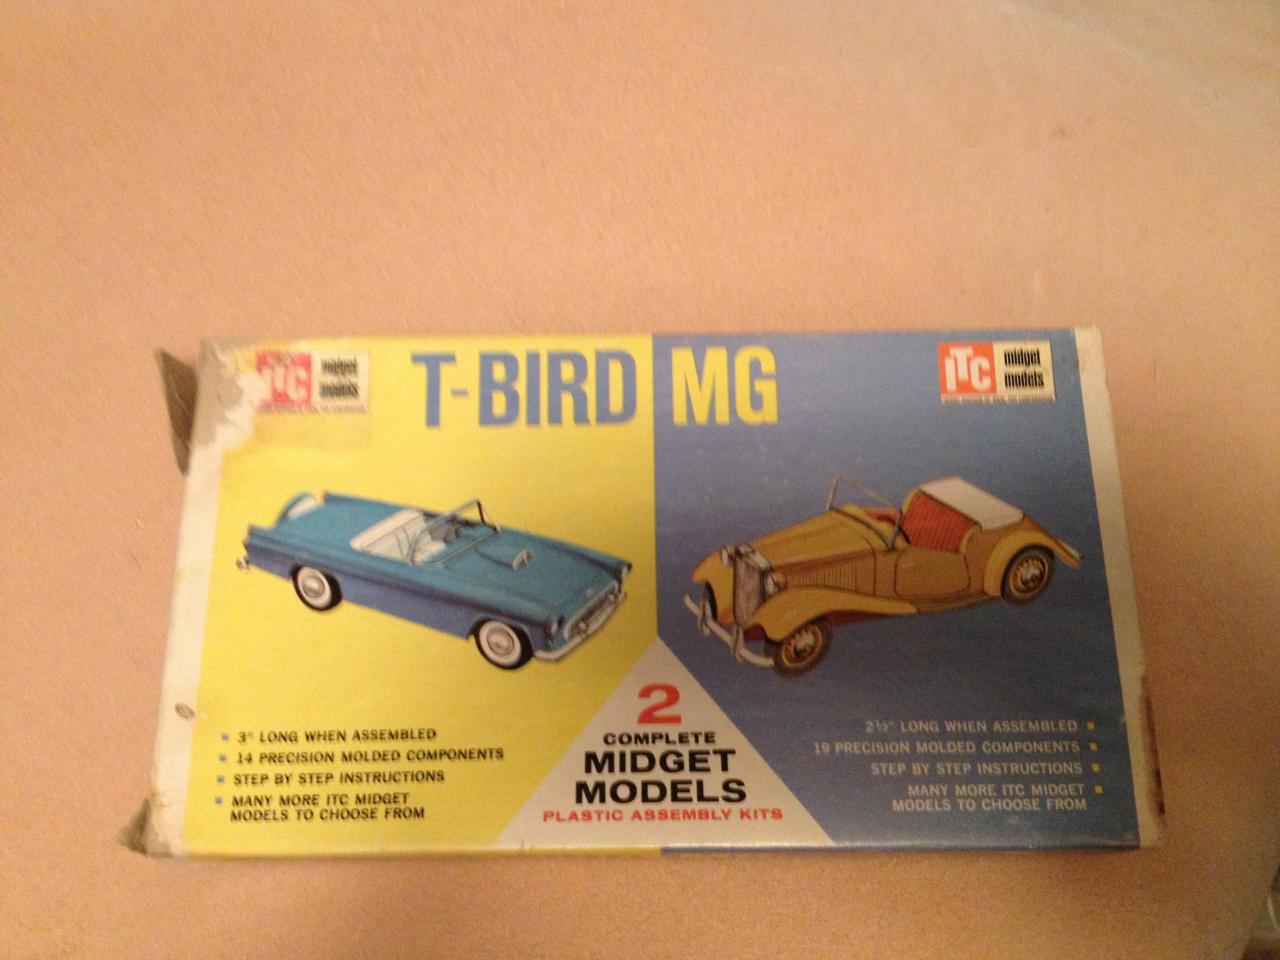 ITC midget models
T-BIRD MG
ITC midget models
3" LONG WHEN ASSEMBLED
14 PRECISION MOLDED COMPONENTS
STEP BY STEP INSTRUCTIONS
MANY MORE ITC MIDGET
MODELS TO CHOOSE FROM
2
COMPLETE
MIDGET
MODELS
PLASTIC ASSEMBLY KITS
2½" LONG WHEN ASSEMBLED
19 PRECISION MOLDED COMPONENTS
STEP BY STEP INSTRUCTIONS
MANY MORE ITC MIDGET
MODELS TO CHOOSE FROM